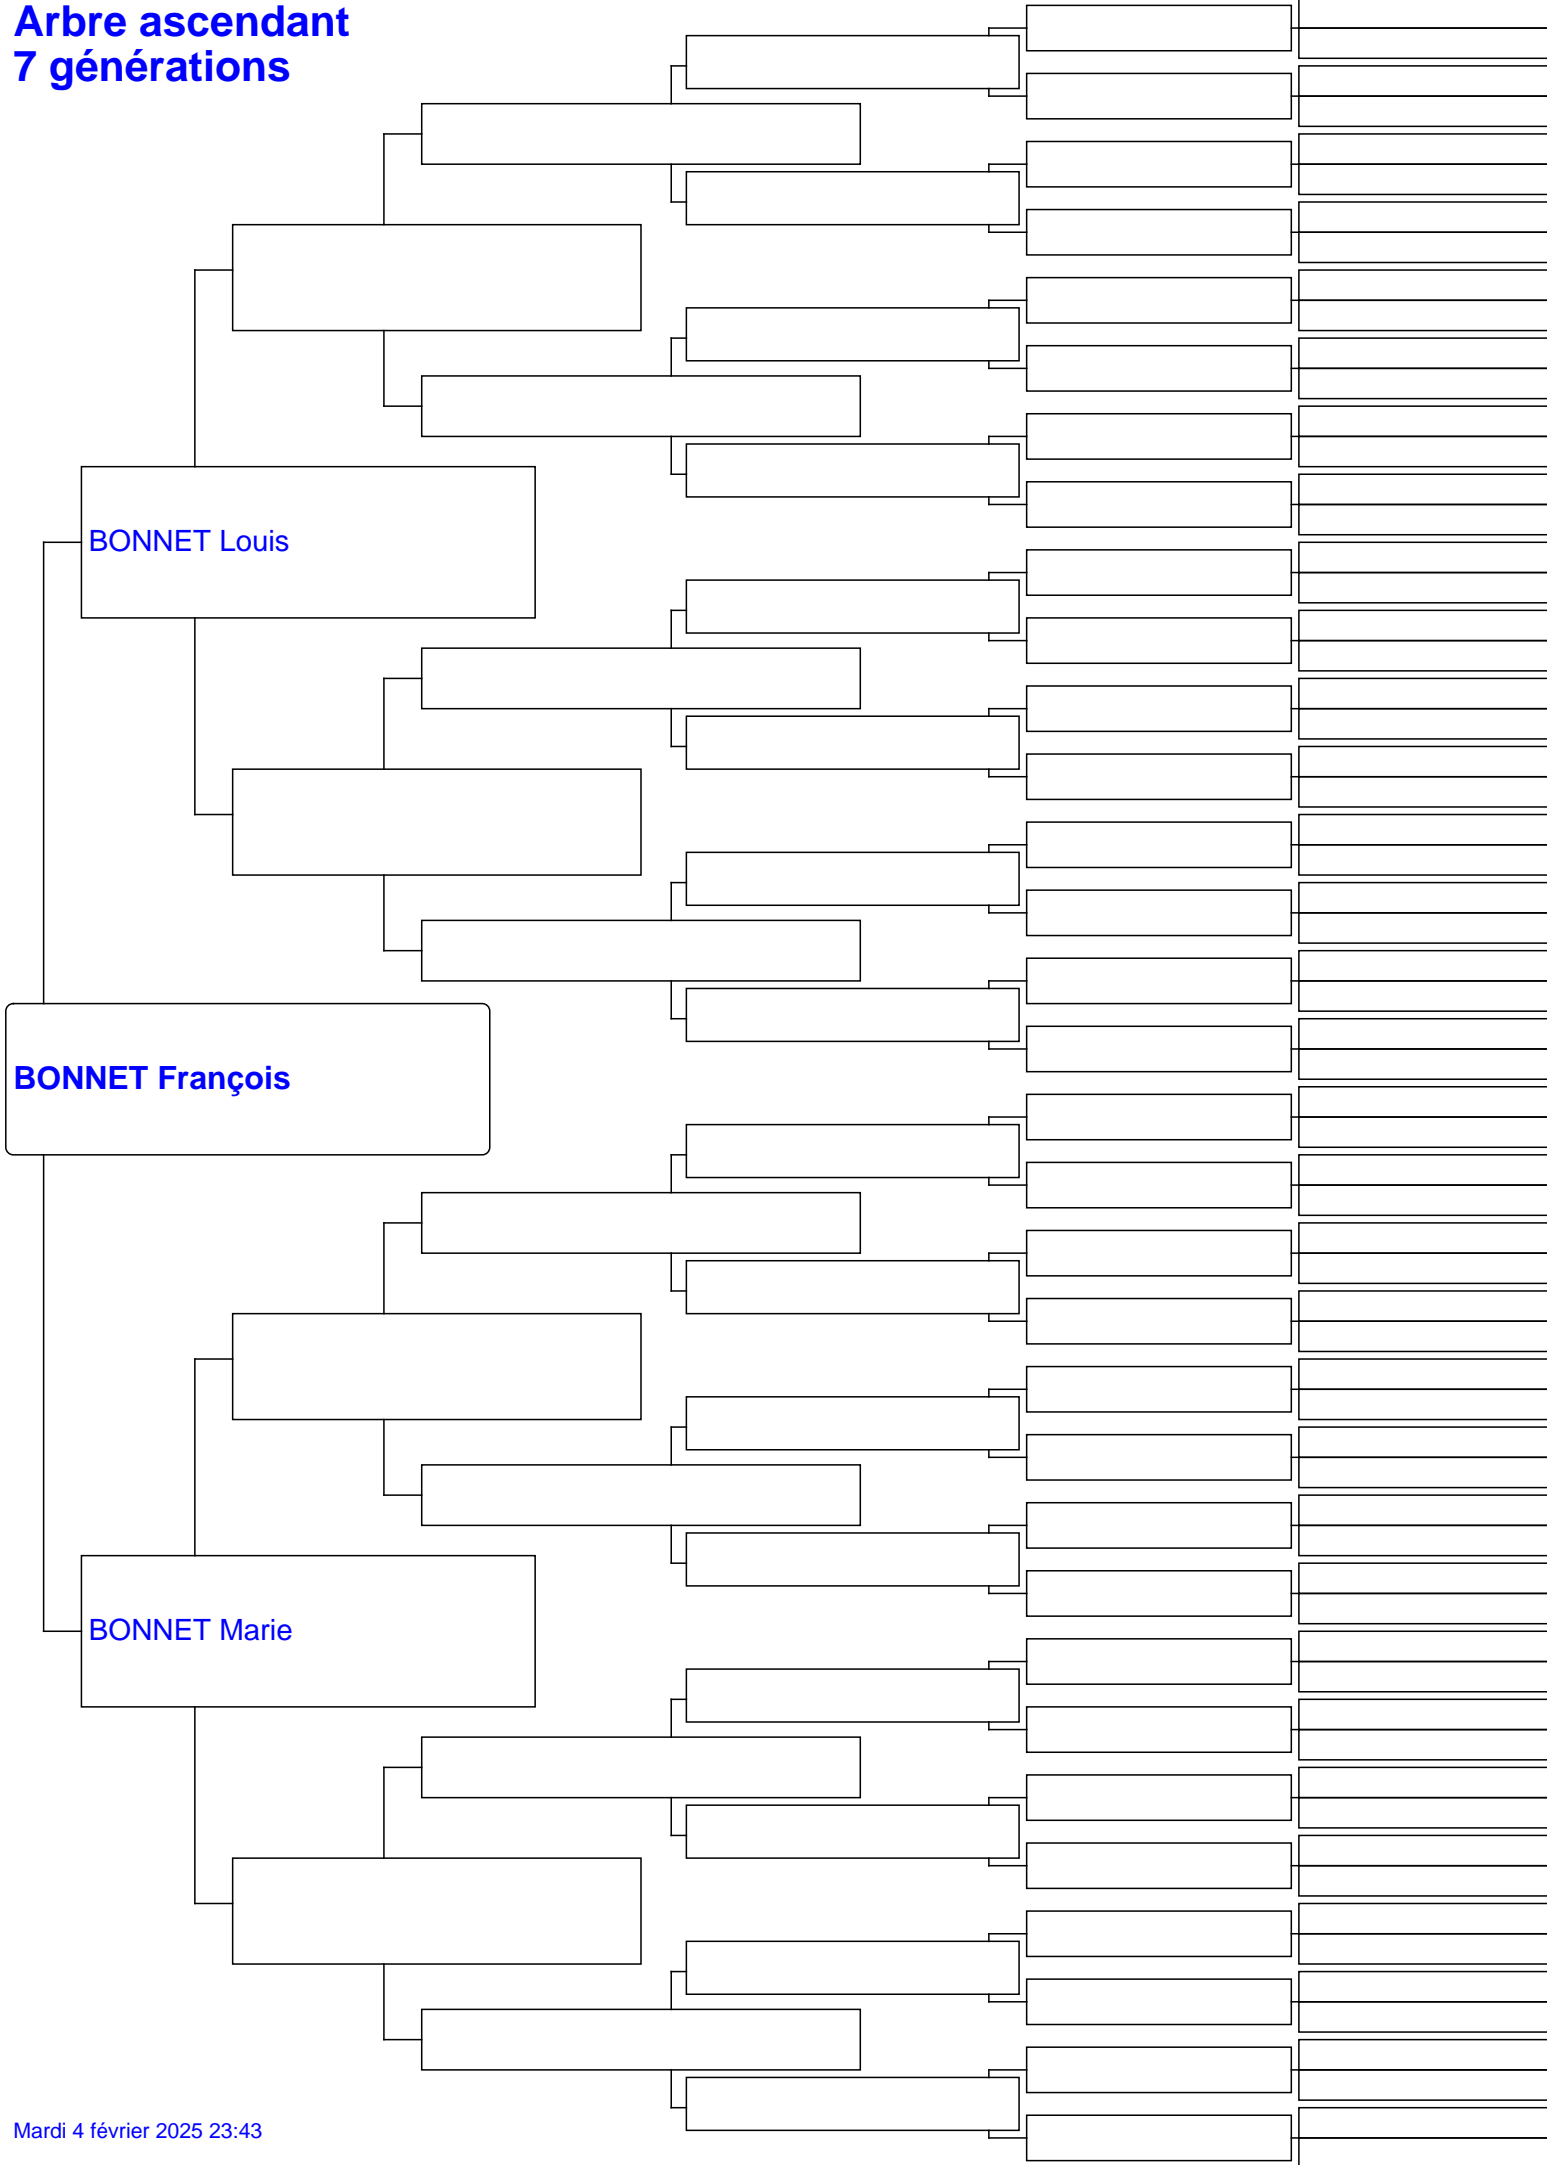 Arbre ascendant
7 générations
BONNET Louis
BONNET François
BONNET Marie
Mardi 4 février 2025 23:43